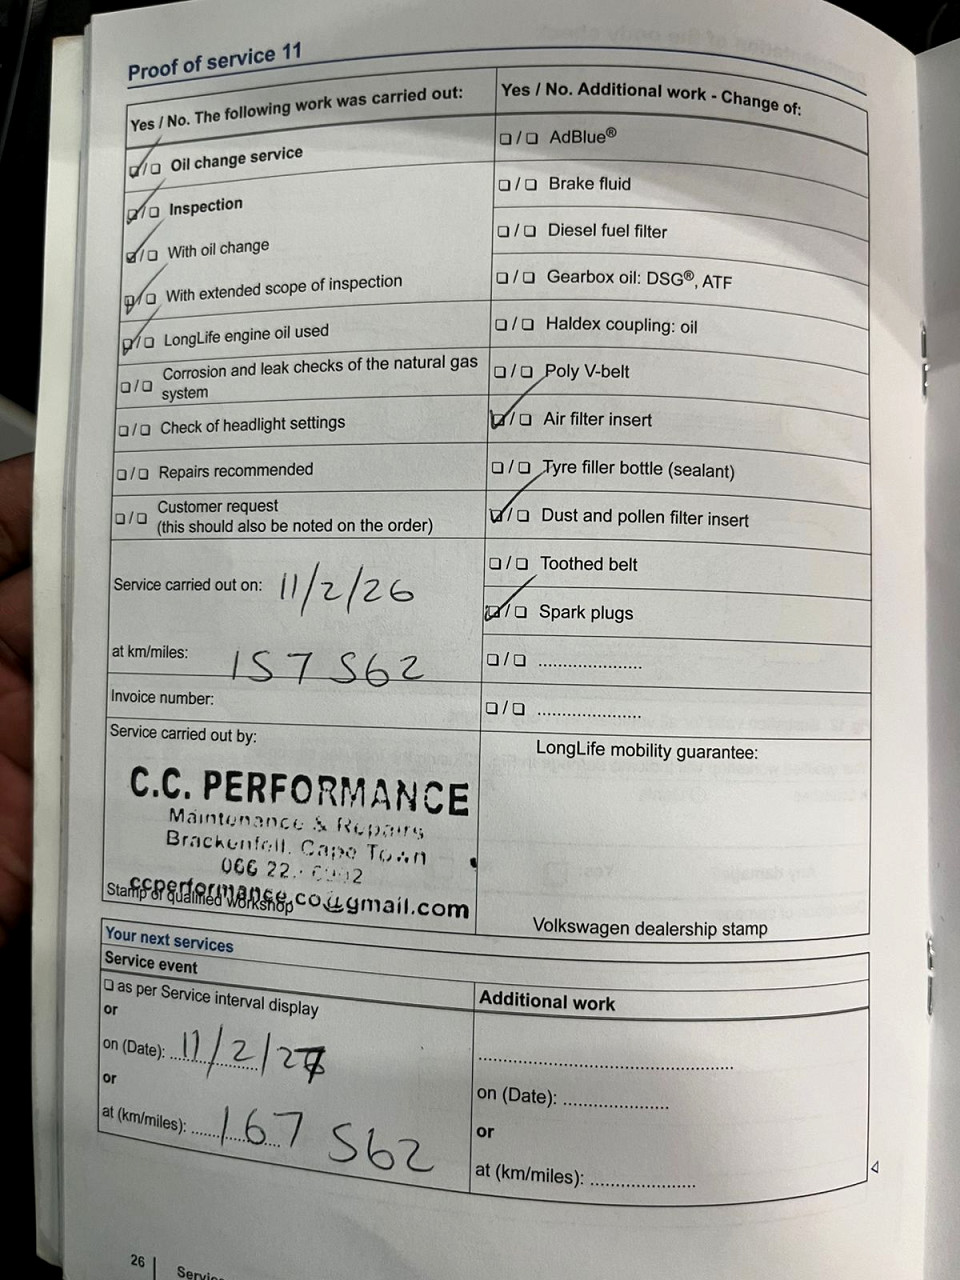 Proof of service 11
Yes / No. The following work was carried out:
☑/☐ Oil change service
☑/☐ Inspection
☑/☐ With oil change
☑/☐ With extended scope of inspection
☑/☐ LongLife engine oil used
☐/☐ Corrosion and leak checks of the natural gas
system
☐/☐ Check of headlight settings
☐/☐ Repairs recommended
☐/☐ Customer request
(this should also be noted on the order)
Service carried out on: 11/2/26
at km/miles: 157 562
Invoice number:
Service carried out by:
C.C. PERFORMANCE
Maintenance & Repairs
Brackenfell, Cape Town
066 22
ccperformance.co@gmail.com
Stamp of qualified workshop
Yes / No. Additional work - Change of:
☐/☐ AdBlue®
☐/☐ Brake fluid
☐/☐ Diesel fuel filter
☐/☐ Gearbox oil: DSG®, ATF
☐/☐ Haldex coupling: oil
☐/☐ Poly V-belt
☑/☐ Air filter insert
☐/☐ Tyre filler bottle (sealant)
☑/☐ Dust and pollen filter insert
☐/☐ Toothed belt
☑/☐ Spark plugs
☐/☐ ....................
☐/☐ ....................
LongLife mobility guarantee:
Volkswagen dealership stamp
Your next services
Service event
☐ as per Service interval display
or
on (Date): 11/2/27
or
at (km/miles): 167 562
Additional work
..................................................
on (Date): ....................
or
at (km/miles): ....................
26